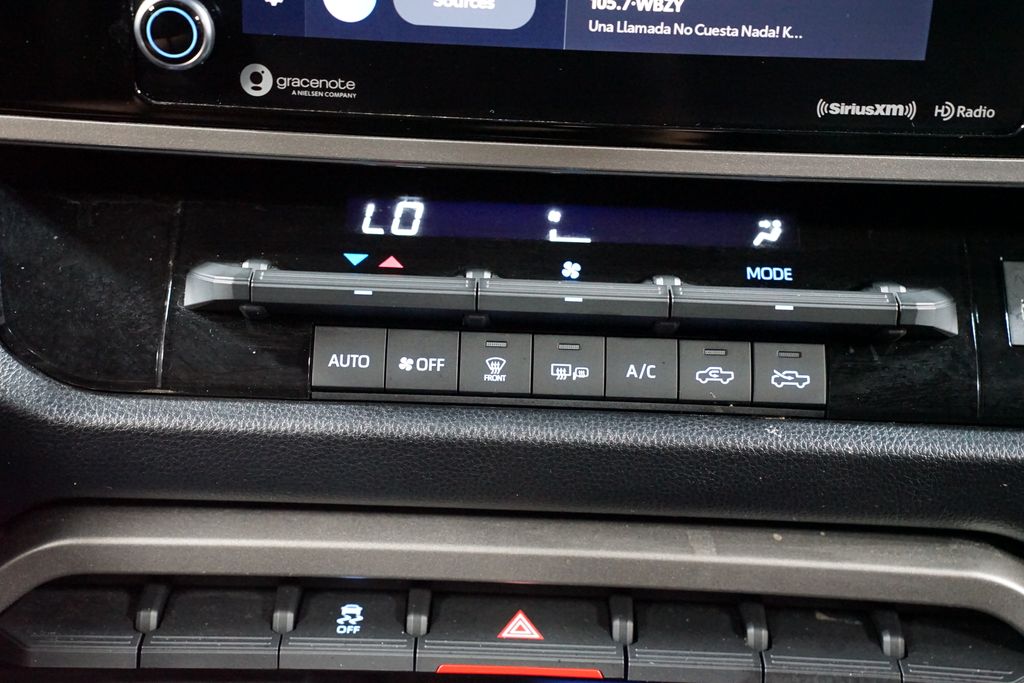 Sources
105.7•WBZY
Una Llamada No Cuesta Nada! K...
gracenote
A NIELSEN COMPANY
SiriusXM
HD Radio
LO
MODE
AUTO
OFF
FRONT
A/C
OFF